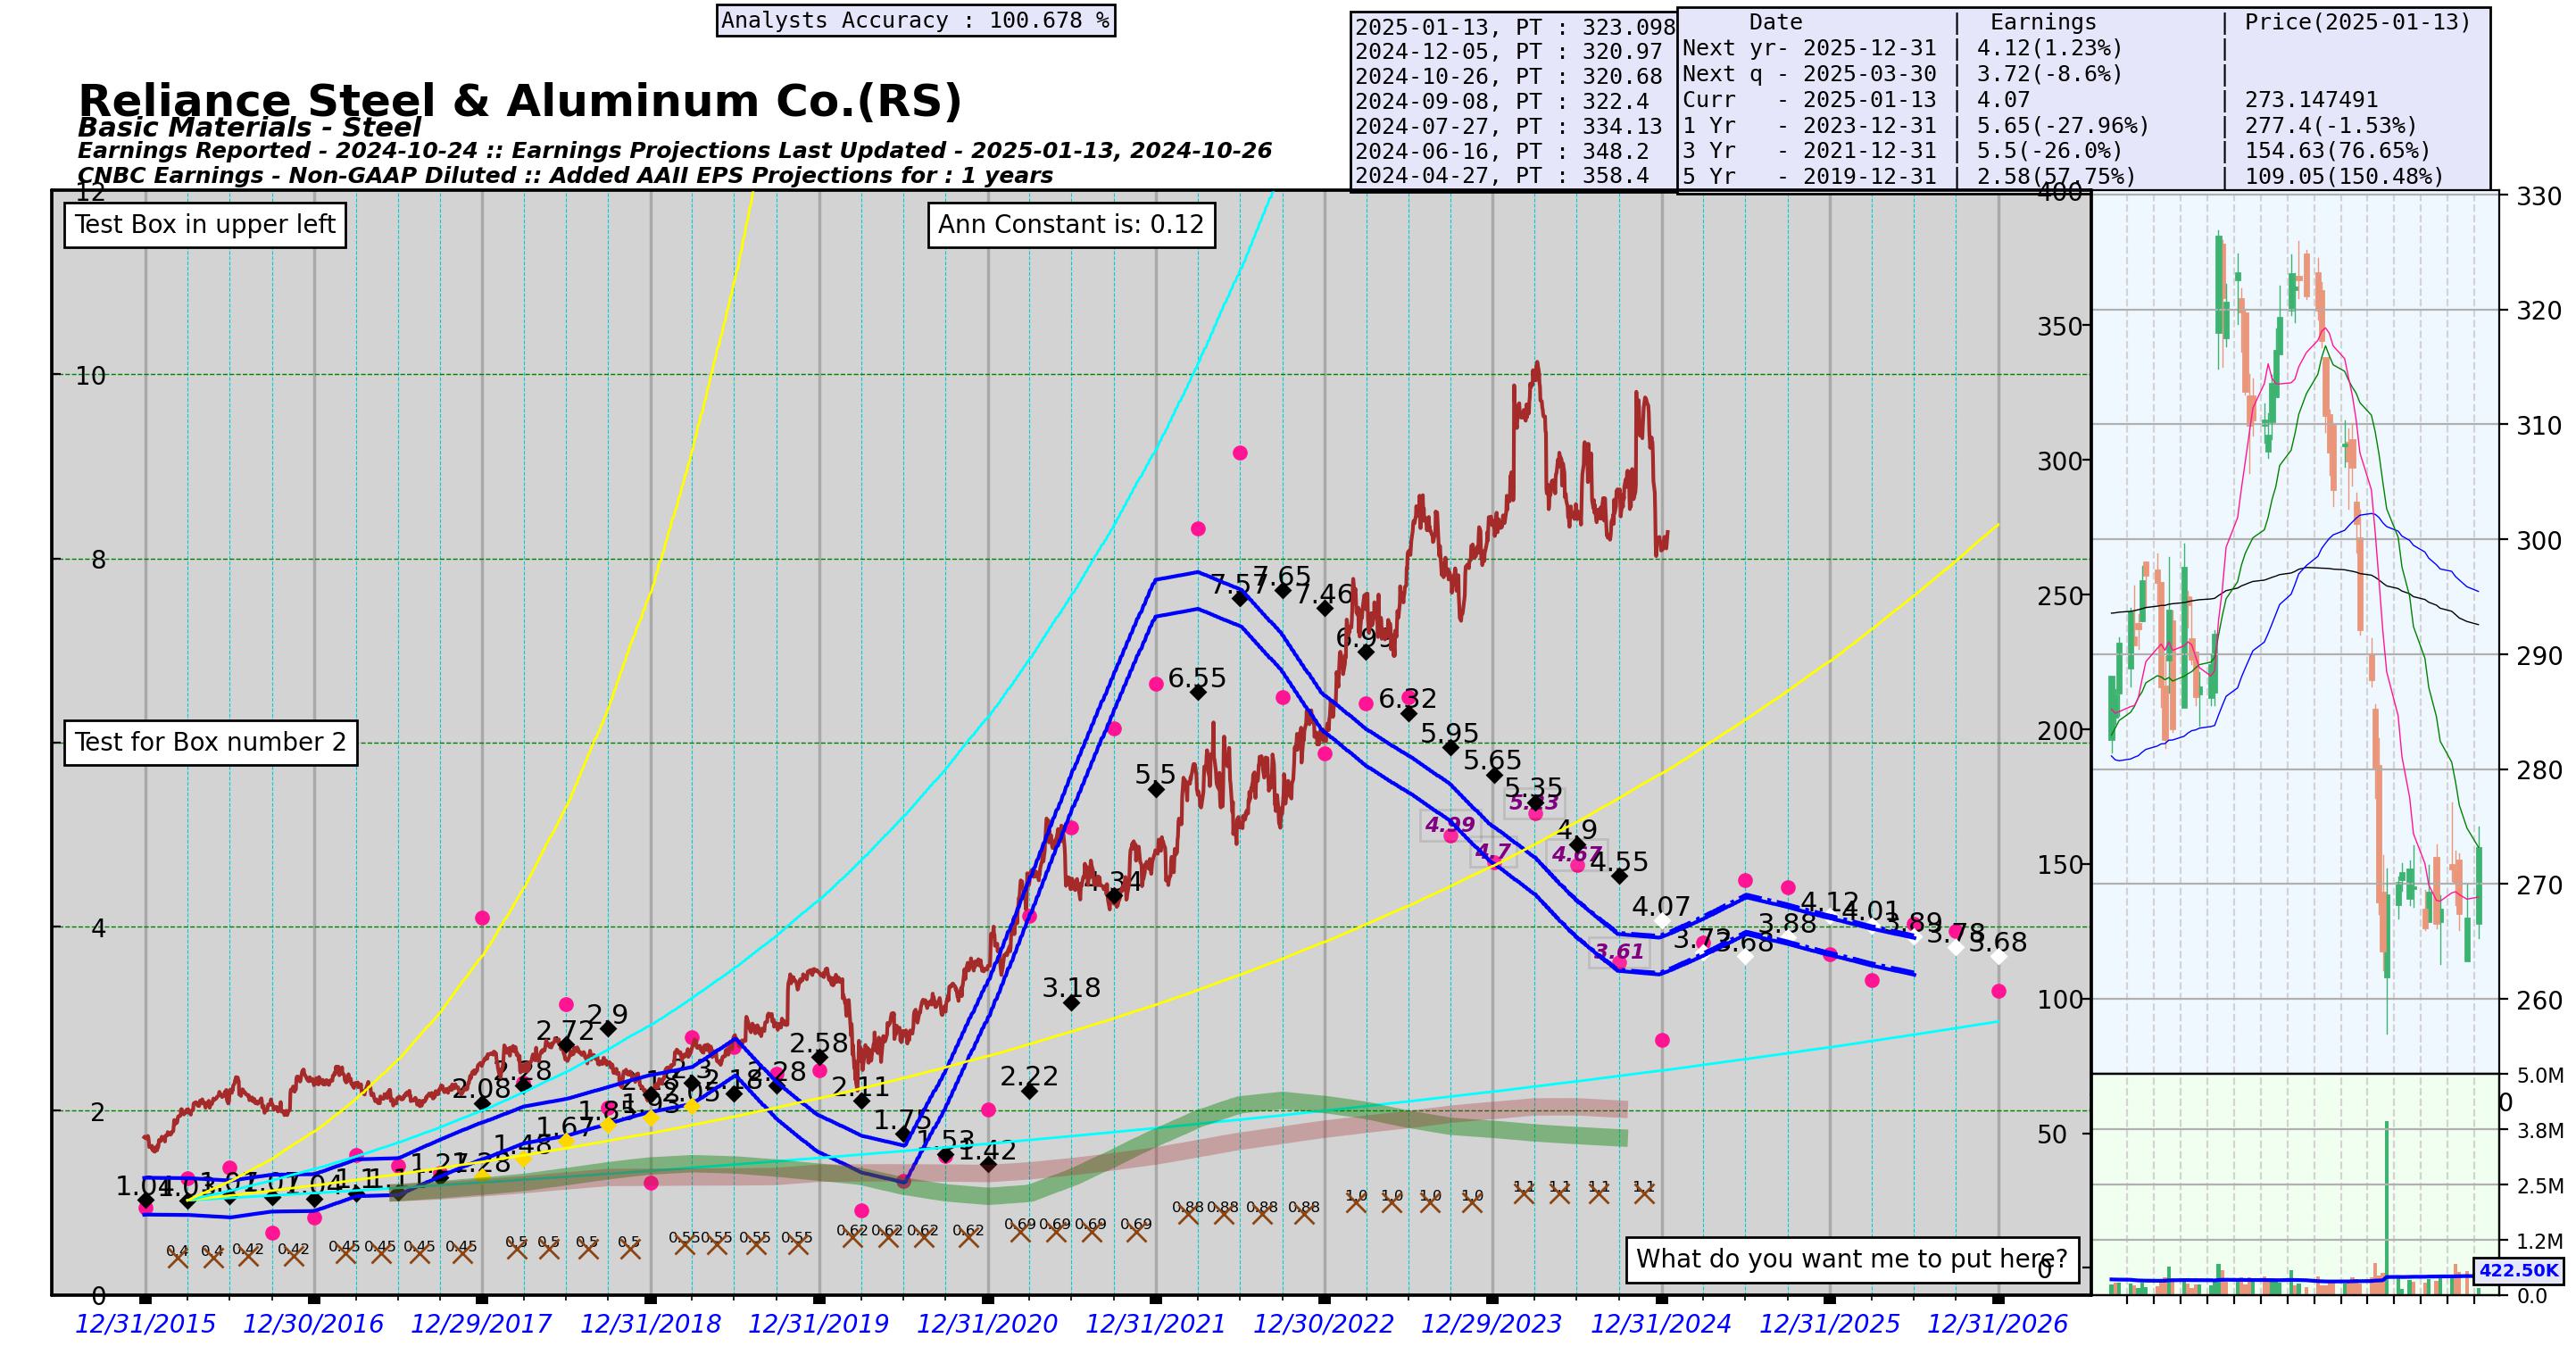 Analysts Accuracy : 100.678 %
2025-01-13, PT : 323.098
2024-12-05, PT : 320.97
2024-10-26, PT : 320.68
2024-09-08, PT : 322.4
2024-07-27, PT : 334.13
2024-06-16, PT : 348.2
2024-04-27, PT : 358.4
Date | Earnings | Price(2025-01-13)
Next yr- 2025-12-31 | 4.12(1.23%) |
Next q - 2025-03-30 | 3.72(-8.6%) |
Curr - 2025-01-13 | 4.07 | 273.147491
1 Yr - 2023-12-31 | 5.65(-27.96%) | 277.4(-1.53%)
3 Yr - 2021-12-31 | 5.5(-26.0%) | 154.63(76.65%)
5 Yr - 2019-12-31 | 2.58(57.75%) | 109.05(150.48%)
Reliance Steel & Aluminum Co.(RS)
Basic Materials - Steel
Earnings Reported - 2024-10-24 :: Earnings Projections Last Updated - 2025-01-13, 2024-10-26
CNBC Earnings - Non-GAAP Diluted :: Added AAII EPS Projections for : 1 years
Test Box in upper left
Ann Constant is: 0.12
Test for Box number 2
What do you want me to put here?
12
10
8
4
2
0
400
350
300
250
200
150
100
50
0
330
320
310
300
290
280
270
260
5.0M
0
3.8M
2.5M
1.2M
422.50K
0.0
7.57 7.65 7.46
6.99
6.55 6.32
5.95
5.65
5.5 5.35
5.13
4.99 4.9
4.7 4.67 4.55
4.34
4.07 4.12 4.01
3.72 3.68 3.88 3.89 3.78 3.68
3.61
3.18
2.72 2.9
2.58
2.08 2.28 2.18 2.3 2.18 2.28 2.11 2.22
1.67 1.85 1.93 2.05 1.75
1.48 1.53 1.42
1.04 1.03 1.07 1.07 1.04 1.1 1.11 1.27 1.28
0.4 0.4 0.42 0.42 0.45 0.45 0.45 0.45 0.5 0.5 0.5 0.5 0.55 0.55 0.55 0.55 0.62 0.62 0.62 0.62 0.69 0.69 0.69 0.69 0.88 0.88 0.88 0.88 1.0 1.0 1.0 1.0 1.1 1.1 1.1 1.1
12/31/2015 12/30/2016 12/29/2017 12/31/2018 12/31/2019 12/31/2020 12/31/2021 12/30/2022 12/29/2023 12/31/2024 12/31/2025 12/31/2026